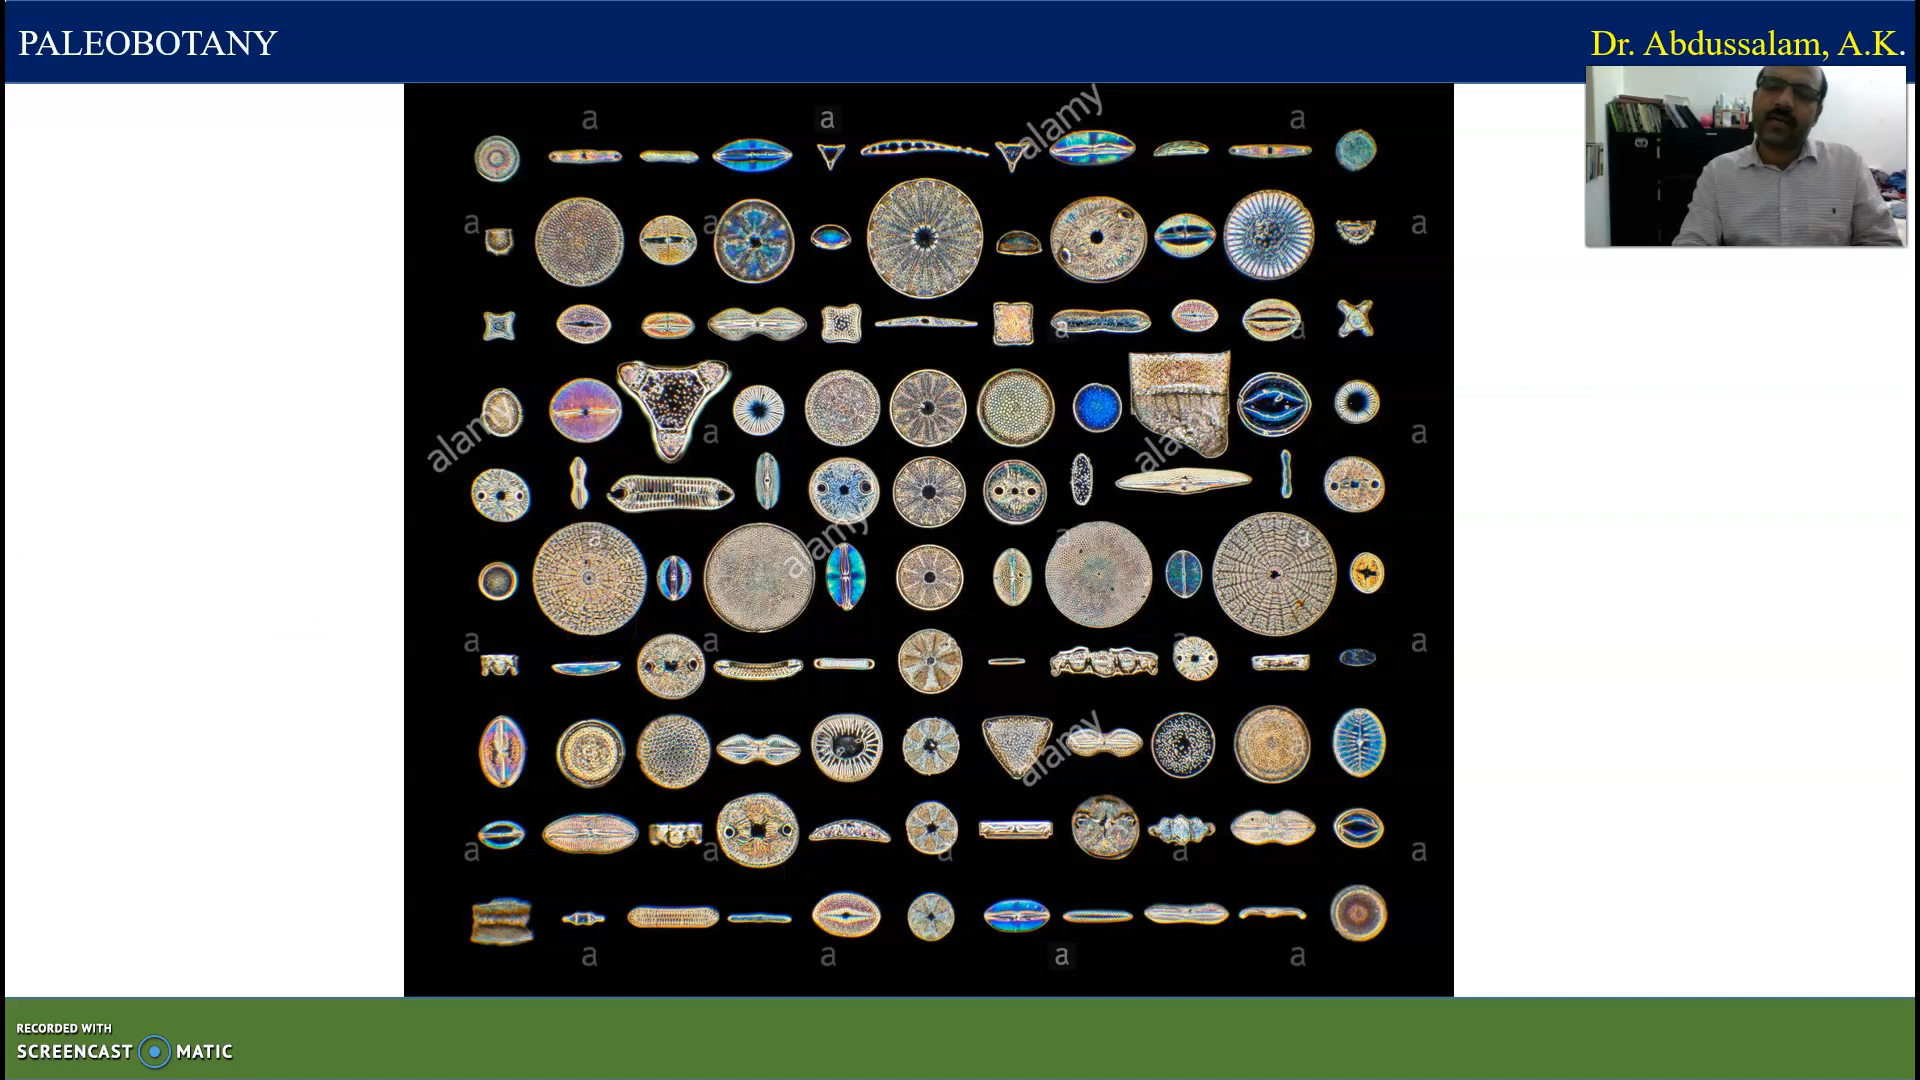 PALEOBOTANY
Dr. Abdussalam, A.K.
a a alamy a
a a a
a a
alamy a alamy a
alamy a a a
a a a a
alamy a
a a a a a
a a a a
RECORDED WITH
SCREENCAST MATIC